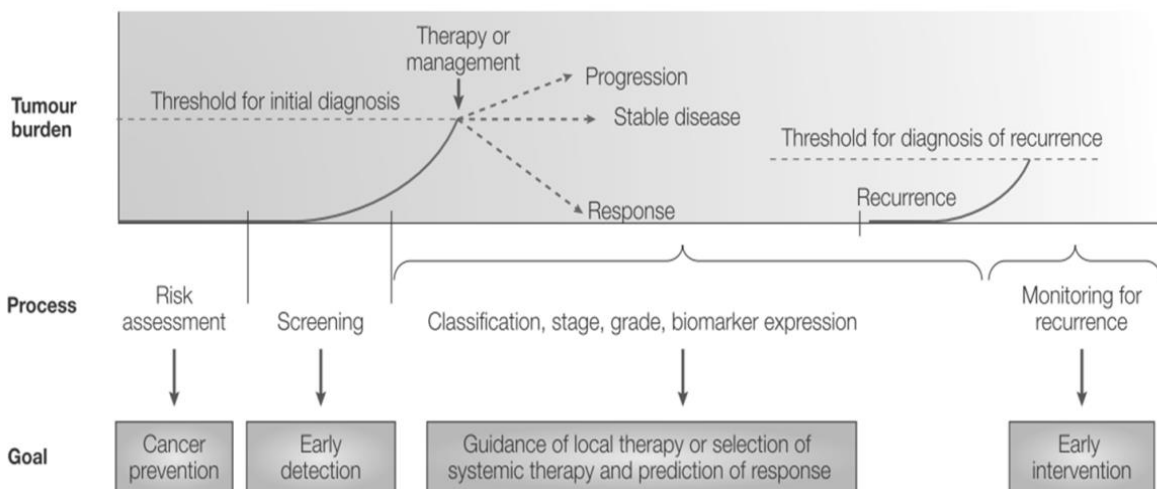 Therapy or
management
Progression
Threshold for initial diagnosis
Tumour
burden
Stable disease
Threshold for diagnosis of recurrence
Recurrence
Response
Process
Risk
assessment
Screening
Classification, stage, grade, biomarker expression
Monitoring for
recurrence
Goal
Cancer
prevention
Early
detection
Guidance of local therapy or selection of
systemic therapy and prediction of response
Early
intervention